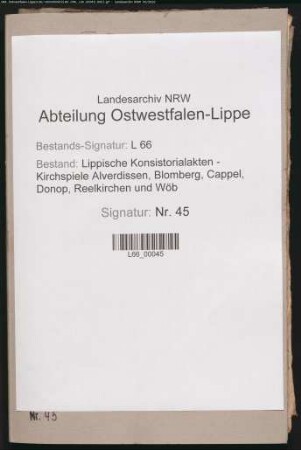 Landesarchiv NRW
Abteilung Ostwestfalen-Lippe
Bestands-Signatur: L 66
Bestand: Lippische Konsistorialakten -
Kirchspiele Alverdissen, Blomberg, Cappel,
Donop, Reelkirchen und Wöb
Signatur: Nr. 45
L66_00045
Nr. 45